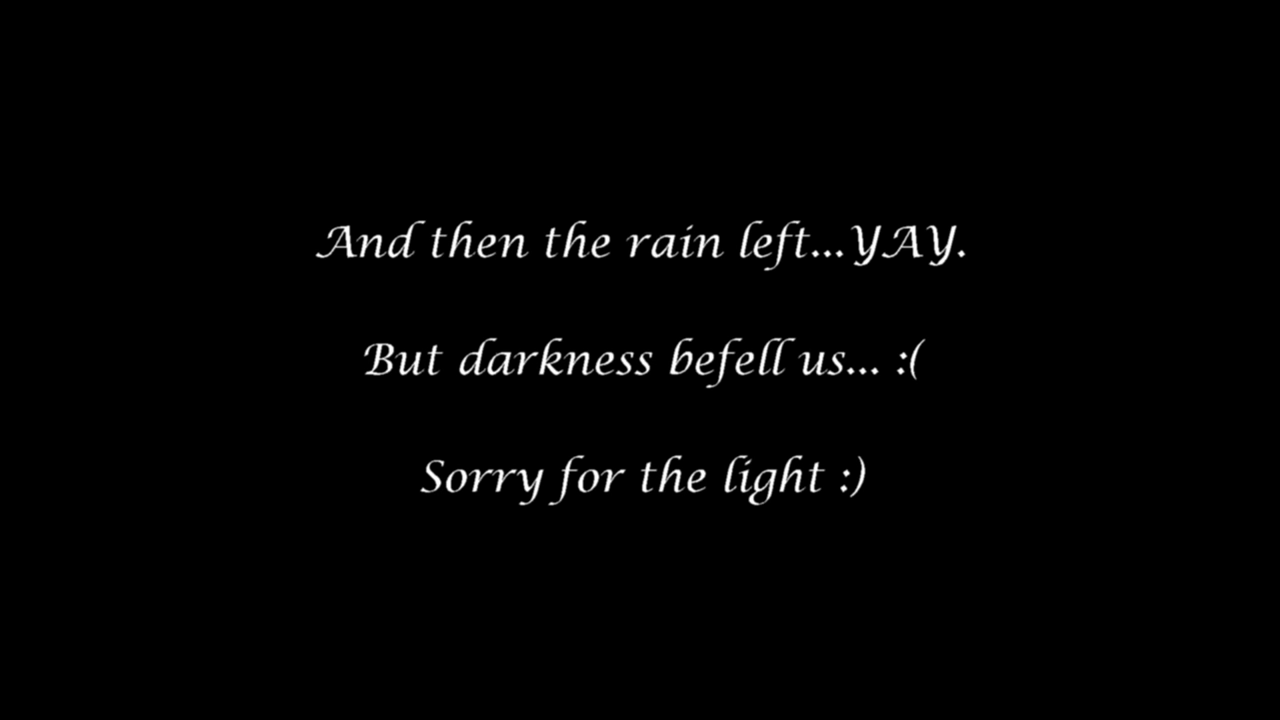 And then the rain left...YAY.
But darkness befell us... :(
Sorry for the light :)